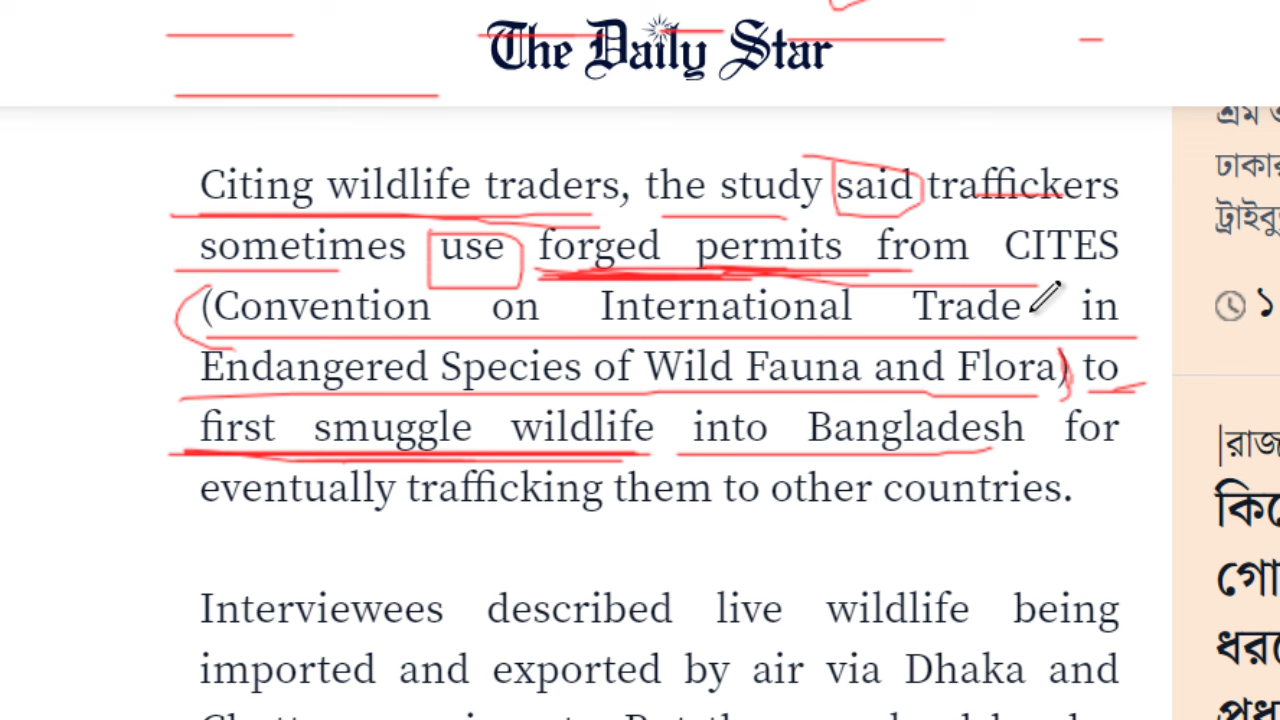 The Daily Star
Citing wildlife traders, the study said traffickers
sometimes use forged permits from CITES
(Convention on International Trade in
Endangered Species of Wild Fauna and Flora) to
first smuggle wildlife into Bangladesh for
eventually trafficking them to other countries.
Interviewees described live wildlife being
imported and exported by air via Dhaka and
শ্রম
ঢাকার
১